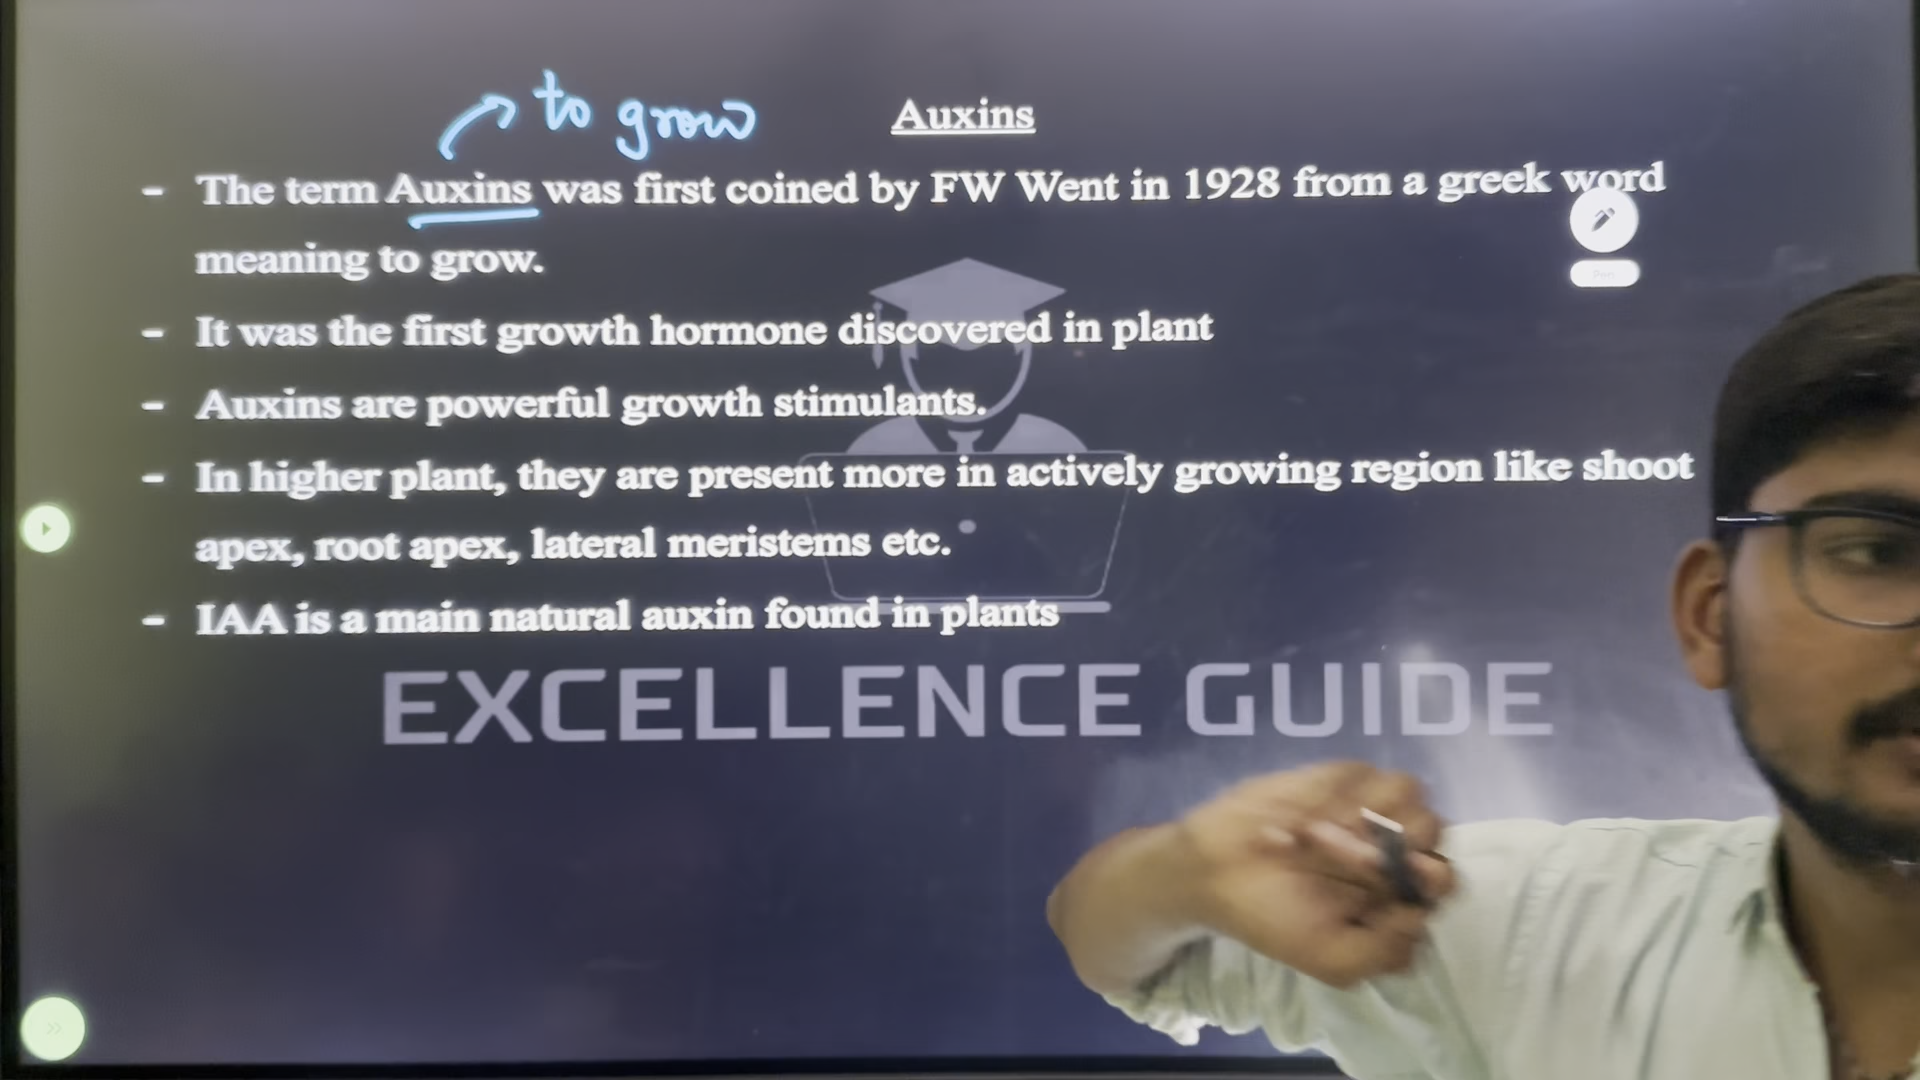 to grow
Auxins
- The term Auxins was first coined by FW Went in 1928 from a greek word
meaning to grow.
- It was the first growth hormone discovered in plant
- Auxins are powerful growth stimulants.
- In higher plant, they are present more in actively growing region like shoot
apex, root apex, lateral meristems etc.
- IAA is a main natural auxin found in plants
EXCELLENCE GUIDE
Pen